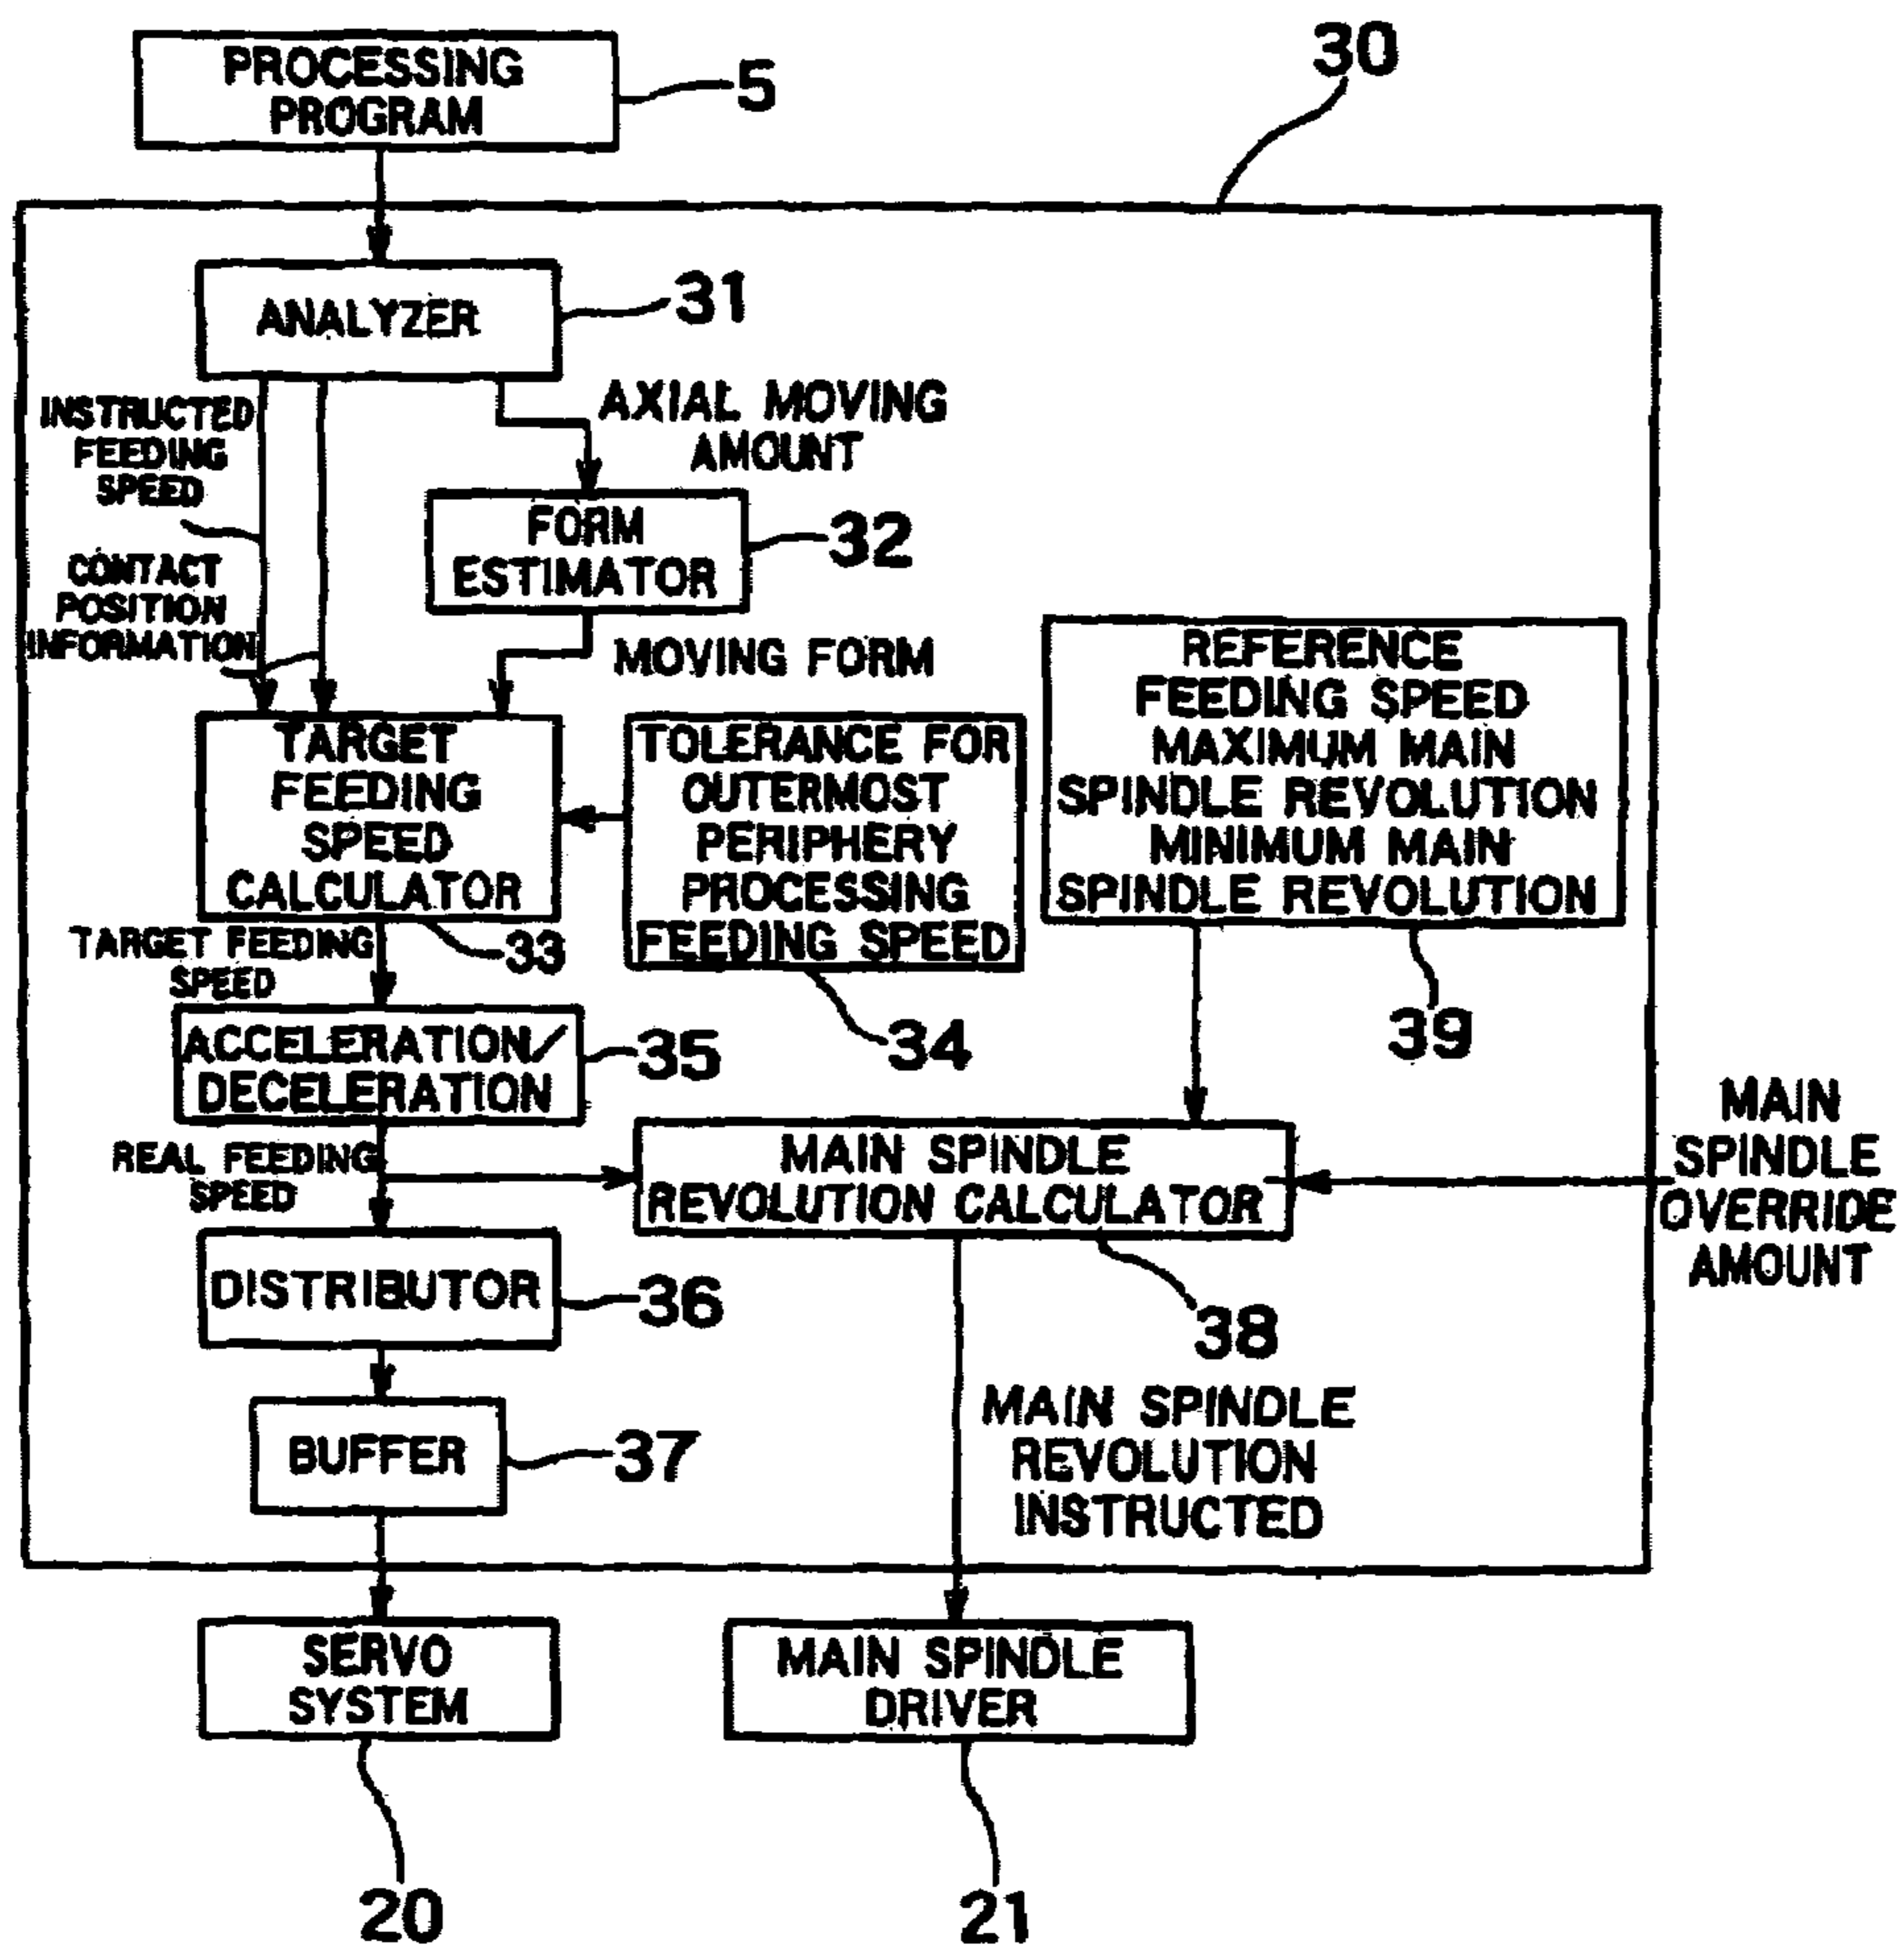 PROCESSING
PROGRAM
5
30
ANALYZER
31
INSTRUCTED
FEEDING
SPEED
AXIAL MOVING
AMOUNT
FORM
ESTIMATOR
32
CONTACT
POSITION
INFORMATION
MOVING FORM
TARGET
FEEDING
SPEED
CALCULATOR
33
TOLERANCE FOR
OUTERMOST
PERIPHERY
PROCESSING
FEEDING SPEED
34
REFERENCE
FEEDING SPEED
MAXIMUM MAIN
SPINDLE REVOLUTION
MINIMUM MAIN
SPINDLE REVOLUTION
39
TARGET FEEDING
SPEED
ACCELERATION/
DECELERATION
35
REAL FEEDING
SPEED
MAIN SPINDLE
REVOLUTION CALCULATOR
38
MAIN
SPINDLE
OVERRIDE
AMOUNT
DISTRIBUTOR
36
BUFFER
37
MAIN SPINDLE
REVOLUTION
INSTRUCTED
SERVO
SYSTEM
20
MAIN SPINDLE
DRIVER
21